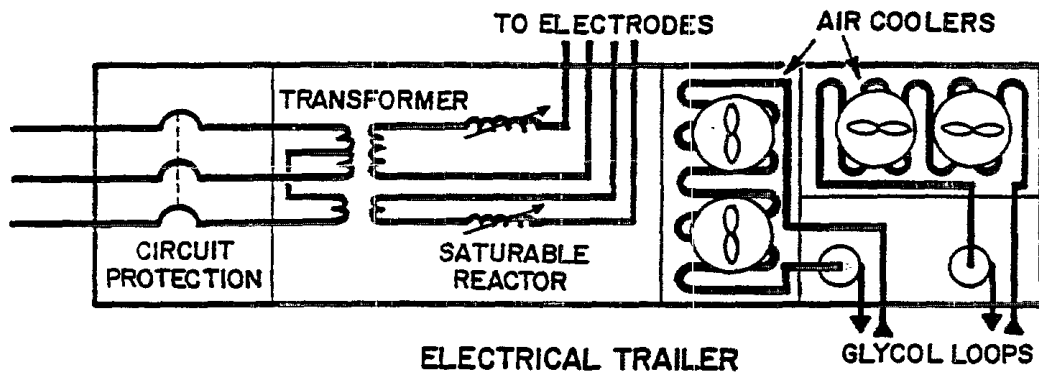 TO ELECTRODES
AIR COOLERS
TRANSFORMER
CIRCUIT
PROTECTION
SATURABLE
REACTOR
GLYCOL LOOPS
ELECTRICAL TRAILER